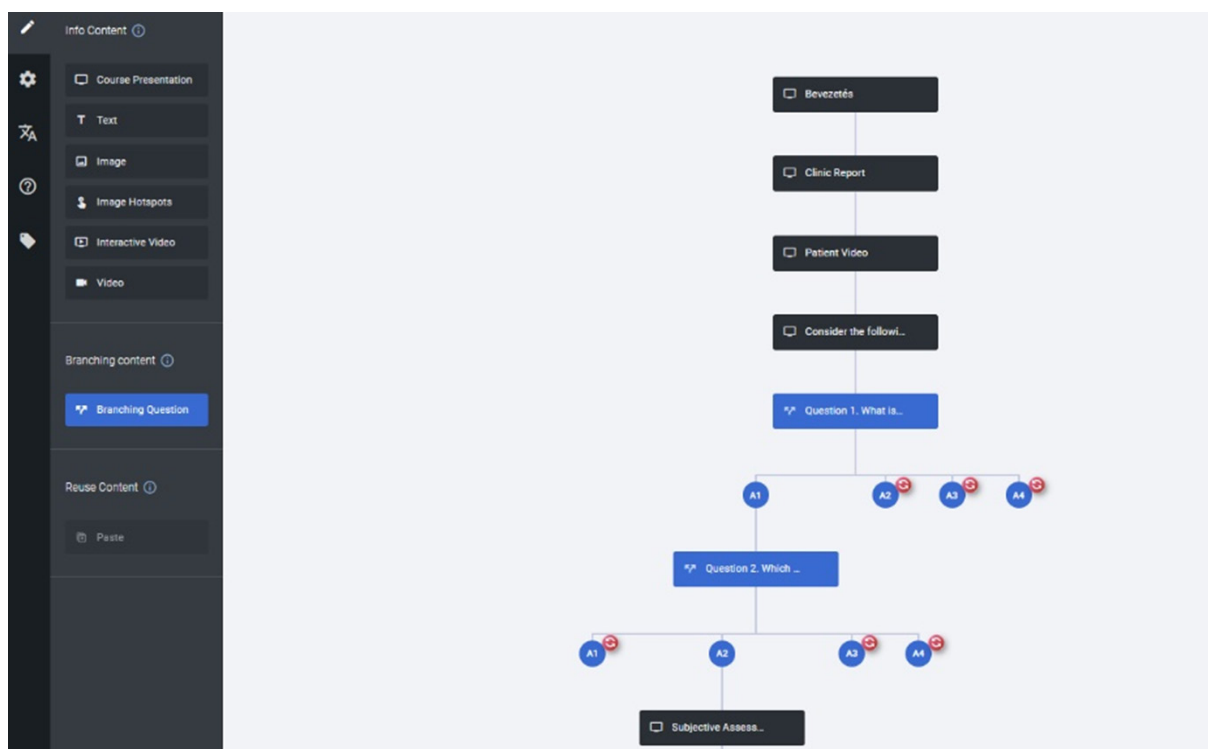 Info Content
Course Presentation
Text
Image
Image Hotspots
Interactive Video
Video
Branching content
Branching Question
Reuse Content
Paste
Bevezetés
Clinic Report
Patient Video
Consider the followi...
Question 1. What is...
A1 A2 A3 A4
Question 2. Which ...
A1 A2 A3 A4
Subjective Assess...